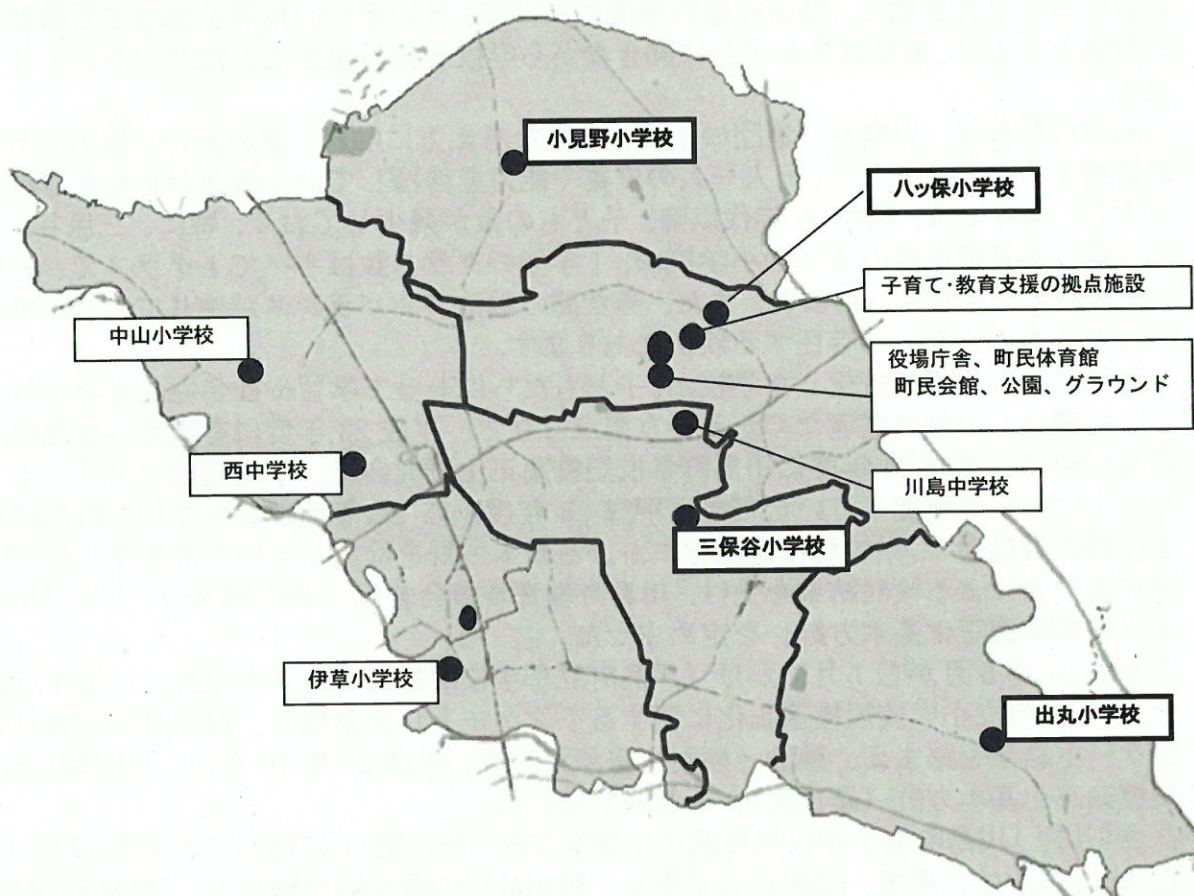 小見野小学校
八ッ保小学校
子育て・教育支援の拠点施設
中山小学校
役場庁舎、町民体育館
町民会館、公園、グラウンド
西中学校
川島中学校
三保谷小学校
伊草小学校
出丸小学校